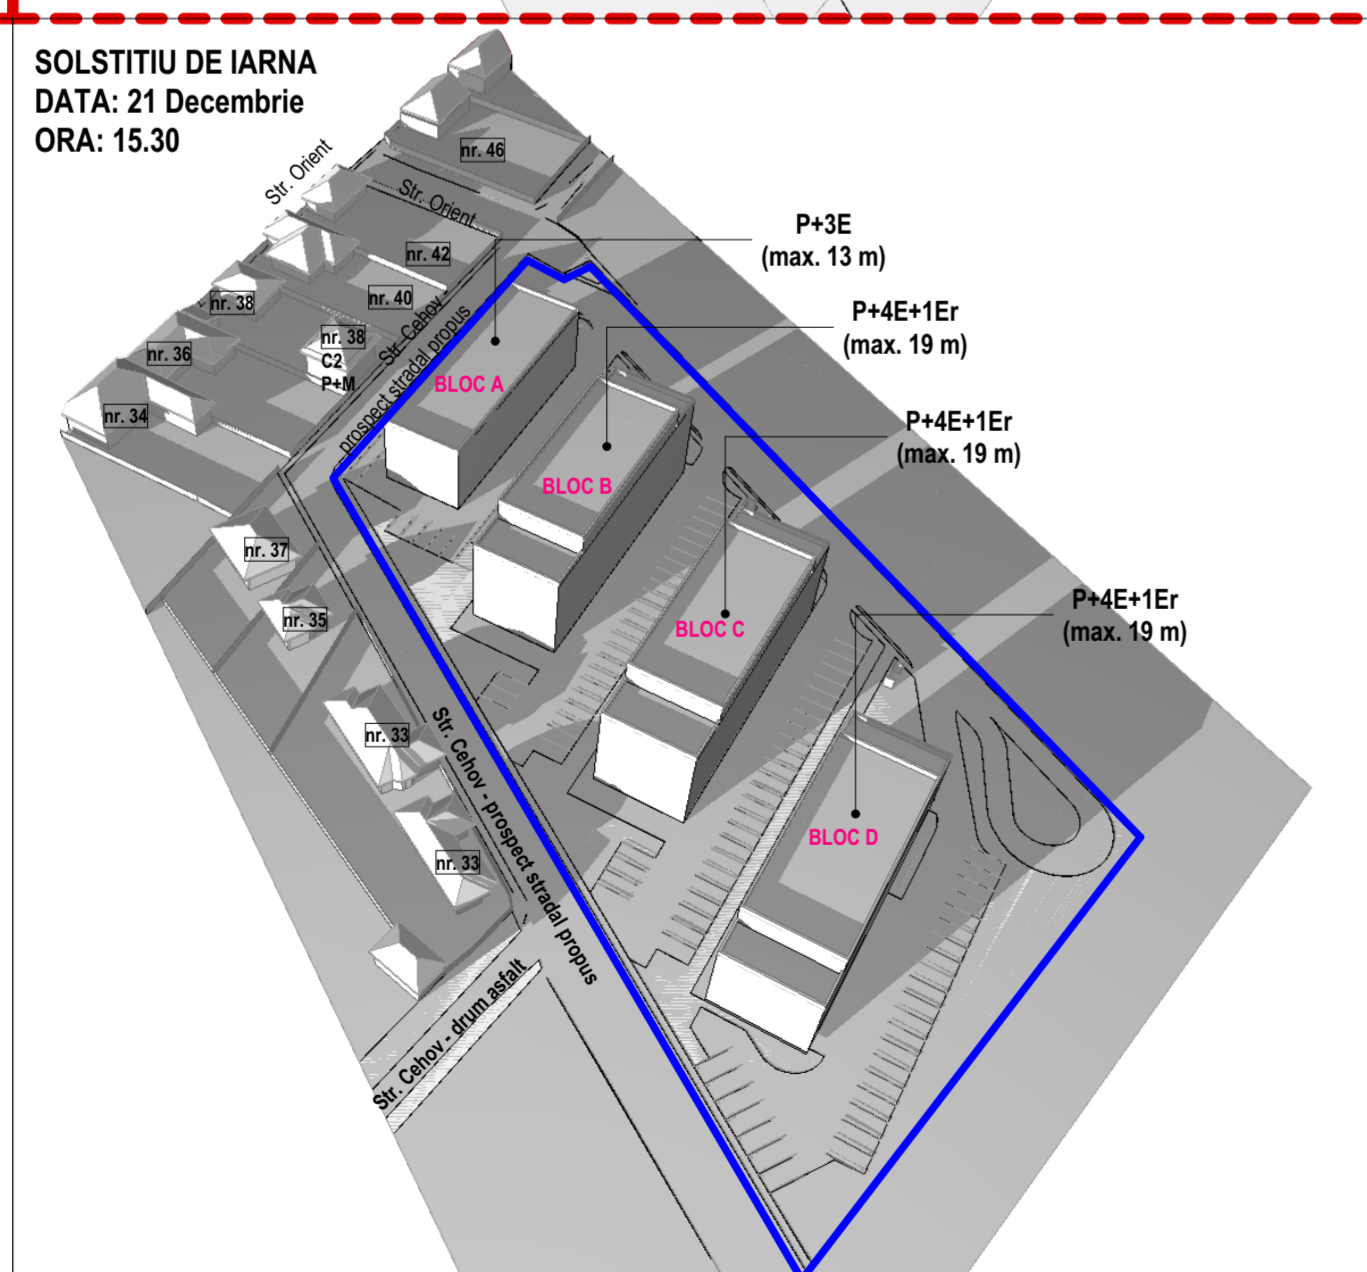 SOLSTITIU DE IARNA
DATA: 21 Decembrie
ORA: 15.30
Str. Orient
nr. 46
Str. Orient
P+3E
(max. 13 m)
nr. 42
nr. 40
nr. 38
Str. Cehov -
prospect stradal propus
P+4E+1Er
(max. 19 m)
nr. 38
C2
P+M
nr. 36
BLOC A
nr. 34
P+4E+1Er
(max. 19 m)
BLOC B
nr. 37
nr. 35
P+4E+1Er
(max. 19 m)
BLOC C
nr. 33
Str. Cehov - prospect stradal propus
BLOC D
nr. 33
Str. Cehov - drum asfalt